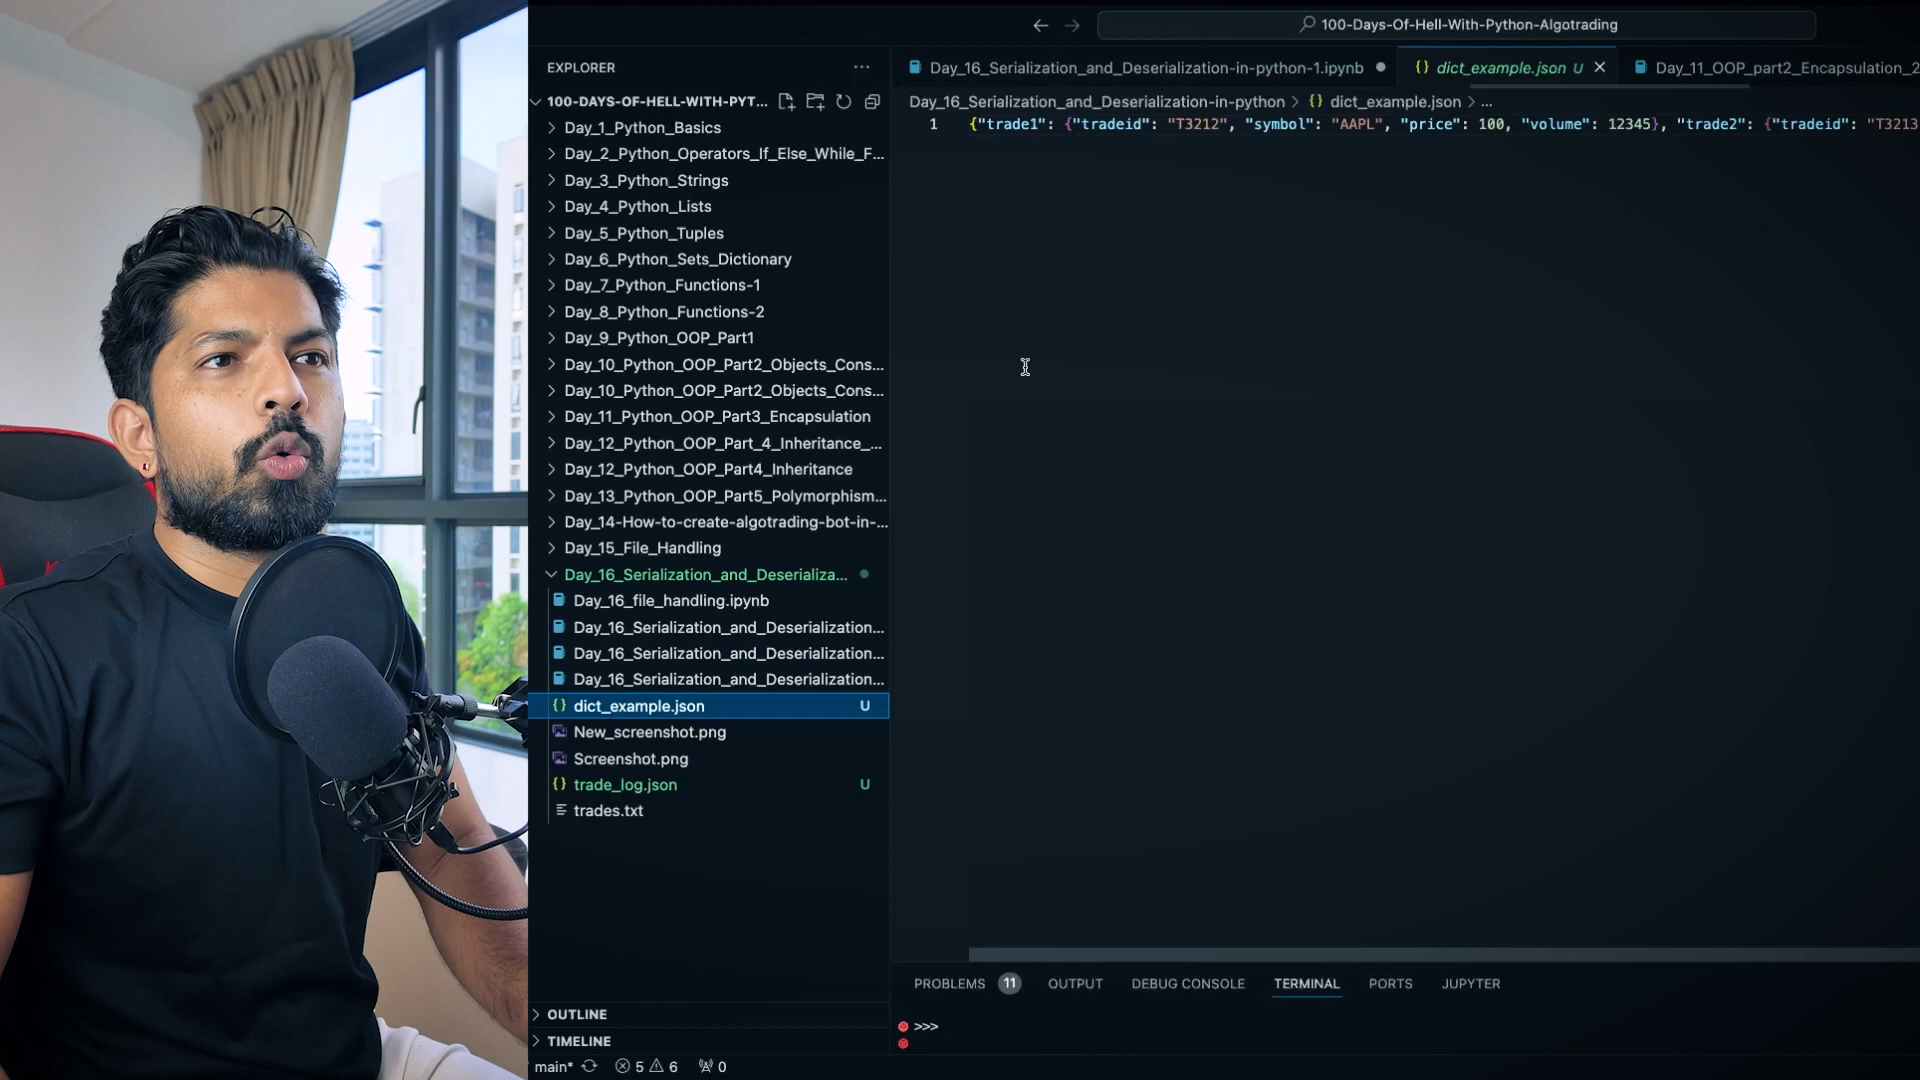 100-Days-Of-Hell-With-Python-Algotrading
EXPLORER
100-DAYS-OF-HELL-WITH-PYT...
Day_1_Python_Basics
Day_2_Python_Operators_If_Else_While_F...
Day_3_Python_Strings
Day_4_Python_Lists
Day_5_Python_Tuples
Day_6_Python_Sets_Dictionary
Day_7_Python_Functions-1
Day_8_Python_Functions-2
Day_9_Python_OOP_Part1
Day_10_Python_OOP_Part2_Objects_Cons...
Day_10_Python_OOP_Part2_Objects_Cons...
Day_11_Python_OOP_Part3_Encapsulation
Day_12_Python_OOP_Part_4_Inheritance_...
Day_12_Python_OOP_Part4_Inheritance
Day_13_Python_OOP_Part5_Polymorphism...
Day_14-How-to-create-algotrading-bot-in-...
Day_15_File_Handling
Day_16_Serialization_and_Deserializa...
Day_16_file_handling.ipynb
Day_16_Serialization_and_Deserialization...
Day_16_Serialization_and_Deserialization...
Day_16_Serialization_and_Deserialization...
dict_example.json U
New_screenshot.png
Screenshot.png
trade_log.json U
trades.txt
OUTLINE
TIMELINE
main* 5 6 0
Day_16_Serialization_and_Deserialization-in-python-1.ipynb
dict_example.json U
Day_11_OOP_part2_Encapsulation_2
Day_16_Serialization_and_Deserialization-in-python > {} dict_example.json > ...
1 {"trade1": {"tradeid": "T3212", "symbol": "AAPL", "price": 100, "volume": 12345}, "trade2": {"tradeid": "T3213
PROBLEMS 11 OUTPUT DEBUG CONSOLE TERMINAL PORTS JUPYTER
>>>